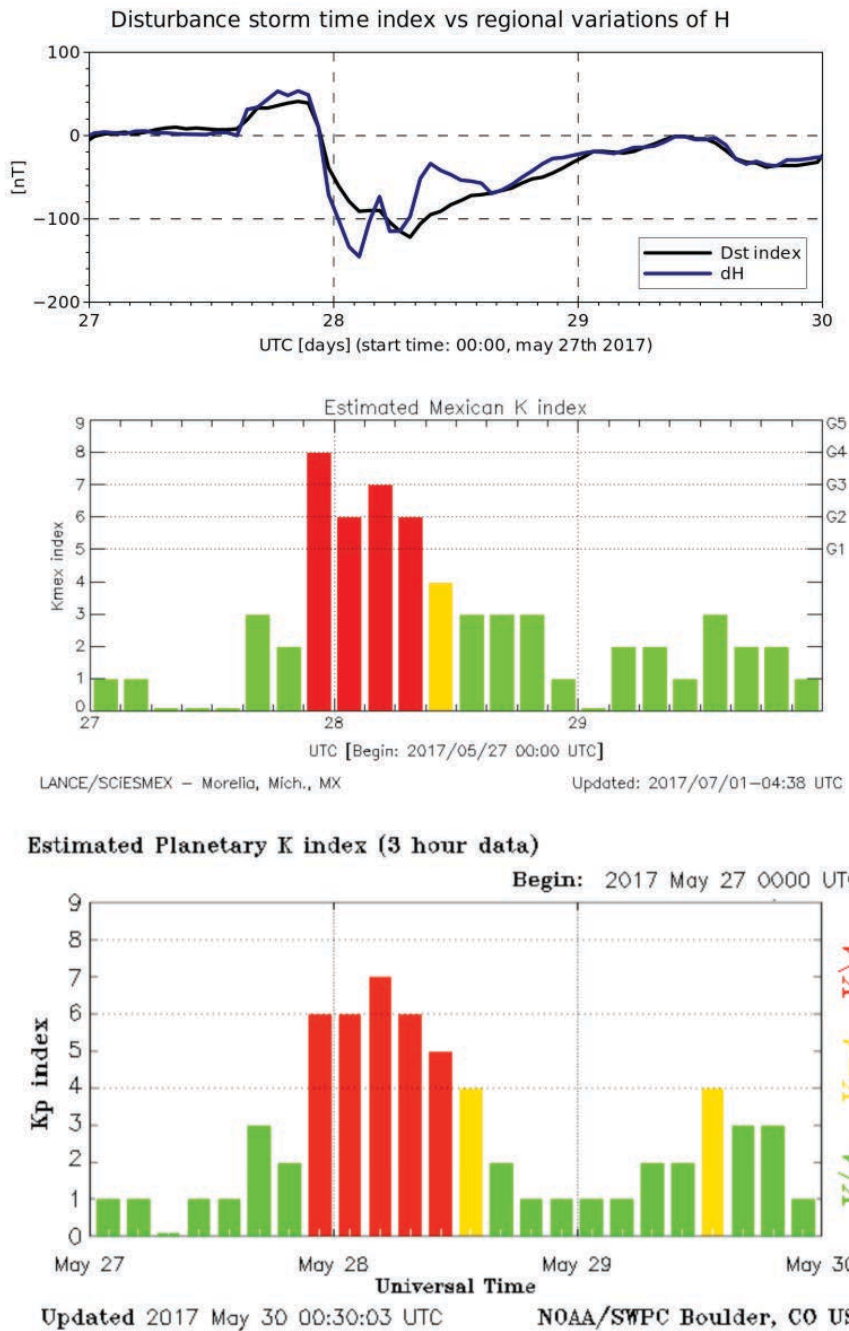 Disturbance storm time index vs regional variations of H
100
0
−100
−200
[nT]
Dst index
dH
27 28 29 30
UTC [days] (start time: 00:00, may 27th 2017)
Estimated Mexican K index
9
8
7
6
5
4
3
2
1
0
Kmex index
G5
G4
G3
G2
G1
27 28 29
UTC [Begin: 2017/05/27 00:00 UTC]
LANCE/SCiESMEX − Morelia, Mich., MX Updated: 2017/07/01−04:38 UTC
Estimated Planetary K index (3 hour data)
Begin: 2017 May 27 0000 UTC
9
8
7
6
5
4
3
2
1
0
Kp index
May 27 May 28 May 29 May 30
Universal Time
Updated 2017 May 30 00:30:03 UTC NOAA/SWPC Boulder, CO US